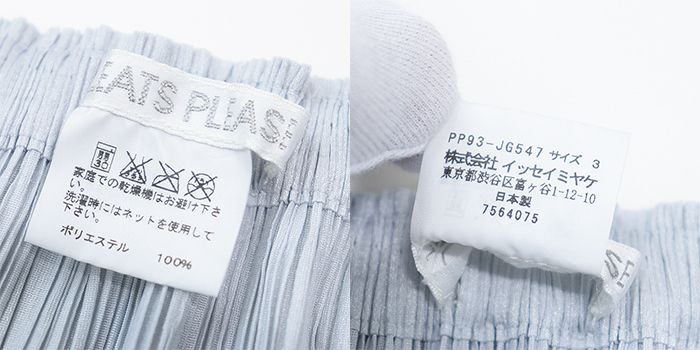 EATS PLEASE
弱
30
家庭での乾燥機はお避け下さ
い。
洗濯時にはネットを使用して
下さい。
ポリエステル 100%
PP93-JG547 サイズ 3
株式会社 イッセイミヤケ
東京都渋谷区富ヶ谷1-12-10
日本製
7564075
S